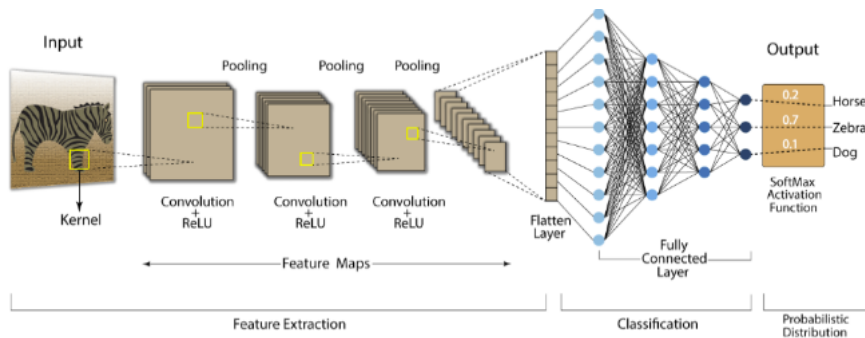 Input
Kernel
Pooling
Pooling
Pooling
Convolution
+
ReLU
Convolution
+
ReLU
Convolution
+
ReLU
Feature Maps
Flatten
Layer
Fully
Connected
Layer
Output
0.2
0.7
0.1
Horse
Zebra
Dog
SoftMax
Activation
Function
Feature Extraction
Classification
Probabilistic
Distribution